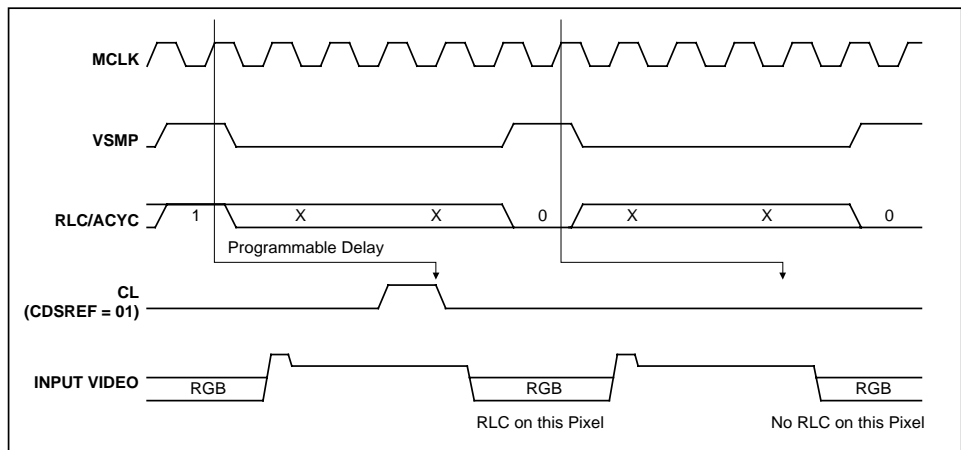 MCLK
VSMP
RLC/ACYC
1 X X 0 X X 0
Programmable Delay
CL
(CDSREF = 01)
INPUT VIDEO
RGB RGB RGB
RLC on this Pixel No RLC on this Pixel